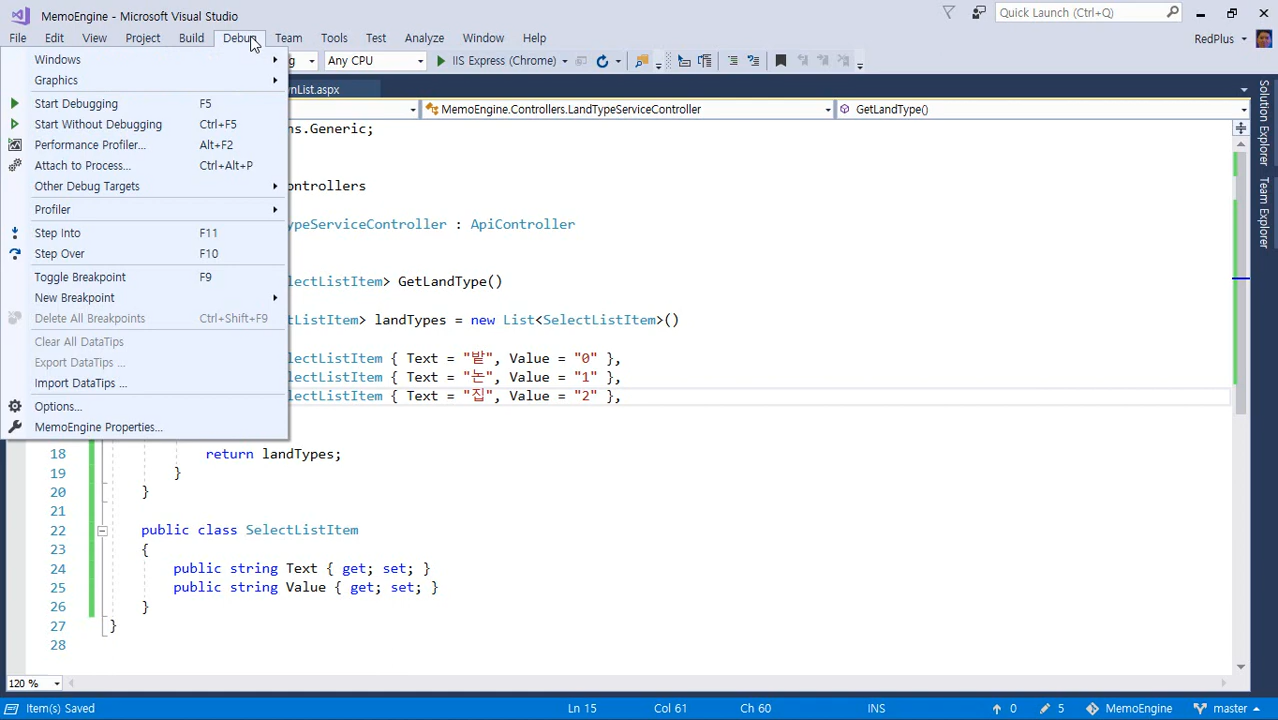 MemoEngine - Microsoft Visual Studio
Quick Launch (Ctrl+Q)
File Edit View Project Build Debug Team Tools Test Analyze Window Help
RedPlus
Any CPU IIS Express (Chrome)
MemoEngine.Controllers.LandTypeServiceController GetLandType()
Windows
Graphics
Start Debugging F5
Start Without Debugging Ctrl+F5
Performance Profiler... Alt+F2
Attach to Process... Ctrl+Alt+P
Other Debug Targets
Profiler
Step Into F11
Step Over F10
Toggle Breakpoint F9
New Breakpoint
Delete All Breakpoints Ctrl+Shift+F9
Clear All DataTips
Export DataTips ...
Import DataTips ...
Options...
MemoEngine Properties...
nList.aspx
ns.Generic;
ontrollers
ypeServiceController : ApiController
lectListItem> GetLandType()
ListItem> landTypes = new List<SelectListItem>()
electListItem { Text = "밭", Value = "0" },
electListItem { Text = "논", Value = "1" },
electListItem { Text = "집", Value = "2" },
18 return landTypes;
19 }
20 }
21
22 public class SelectListItem
23 {
24 public string Text { get; set; }
25 public string Value { get; set; }
26 }
27 }
28
Solution Explorer
Team Explorer
120 %
Item(s) Saved Ln 15 Col 61 Ch 60 INS 0 5 MemoEngine master